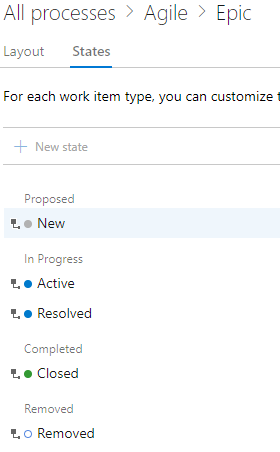 All processes > Agile > Epic
Layout States
For each work item type, you can customize
+ New state
Proposed
New
In Progress
Active
Resolved
Completed
Closed
Removed
Removed